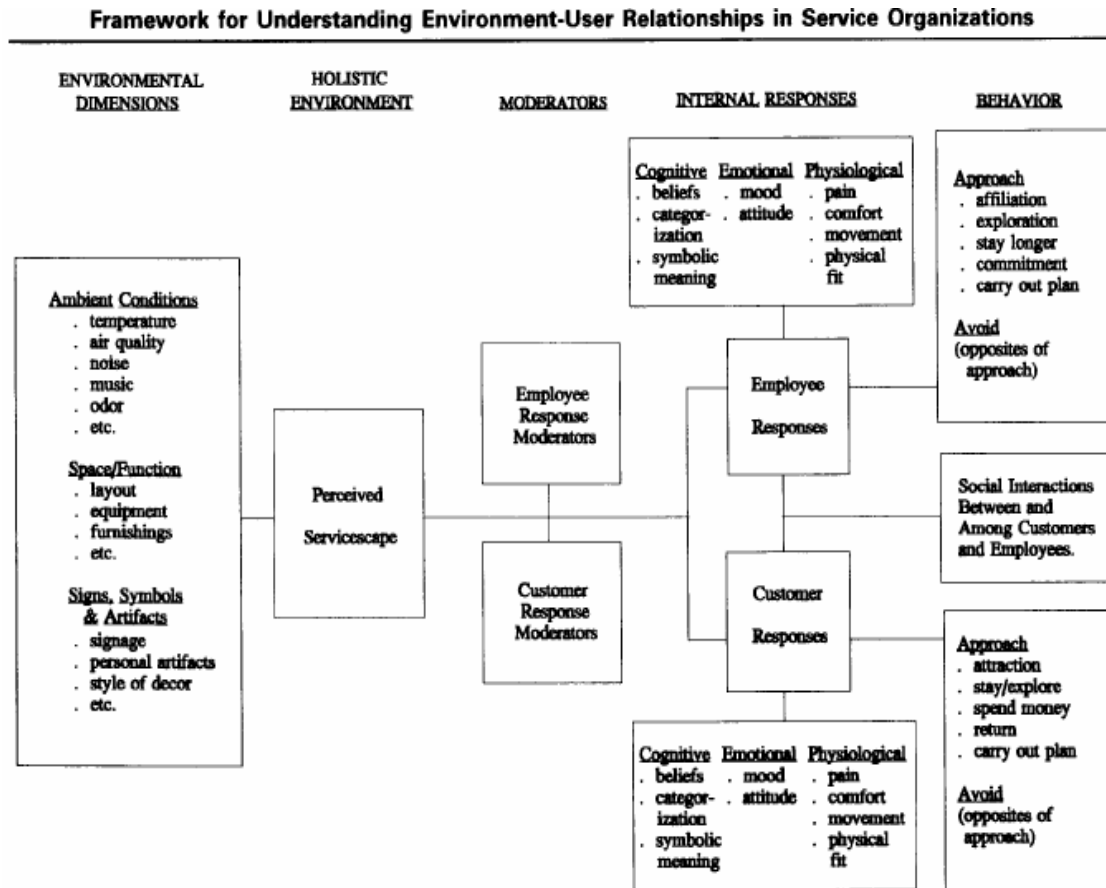 Framework for Understanding Environment-User Relationships in Service Organizations
ENVIRONMENTAL
DIMENSIONS
HOLISTIC
ENVIRONMENT
MODERATORS
INTERNAL RESPONSES
BEHAVIOR
Ambient Conditions
. temperature
. air quality
. noise
. music
. odor
. etc.
Space/Function
. layout
. equipment
. furnishings
. etc.
Signs, Symbols
& Artifacts
. signage
. personal artifacts
. style of decor
. etc.
Perceived
Servicescape
Employee
Response
Moderators
Customer
Response
Moderators
Cognitive
. beliefs
. categor-
ization
. symbolic
meaning
Emotional
. mood
. attitude
Physiological
. pain
. comfort
. movement
. physical
fit
Employee
Responses
Customer
Responses
Cognitive
. beliefs
. categor-
ization
. symbolic
meaning
Emotional
. mood
. attitude
Physiological
. pain
. comfort
. movement
. physical
fit
Approach
. affiliation
. exploration
. stay longer
. commitment
. carry out plan
Avoid
(opposites of
approach)
Social Interactions
Between and
Among Customers
and Employees.
Approach
. attraction
. stay/explore
. spend money
. return
. carry out plan
Avoid
(opposites of
approach)